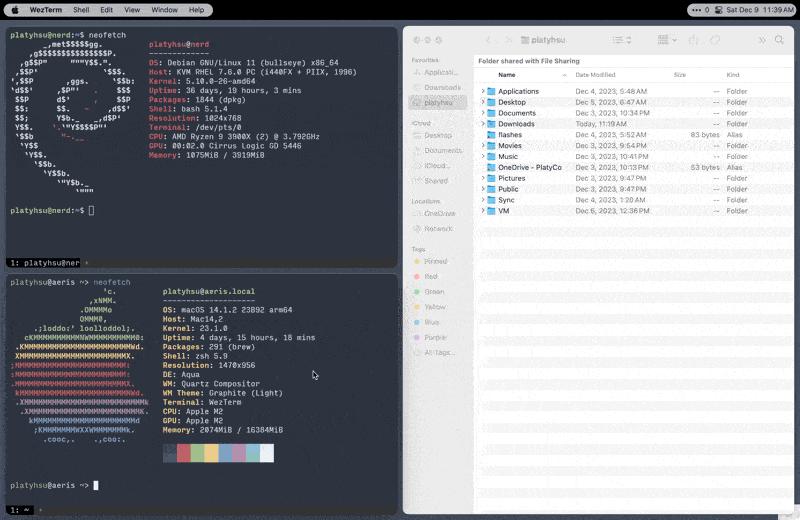 WezTerm Shell Edit View Window Help
0 Sat Dec 9 11:39 AM
platyhsu@nerd:~$ neofetch
platyhsu@nerd
-------------
OS: Debian GNU/Linux 11 (bullseye) x86_64
Host: KVM RHEL 7.6.0 PC (i440FX + PIIX, 1996)
Kernel: 5.10.0-26-amd64
Uptime: 36 days, 19 hours, 3 mins
Packages: 1844 (dpkg)
Shell: bash 5.1.4
Resolution: 1024x768
Terminal: /dev/pts/0
CPU: AMD Ryzen 9 3900X (2) @ 3.792GHz
GPU: 00:02.0 Cirrus Logic GD 5446
Memory: 1075MiB / 3919MiB
platyhsu@nerd:~$
1: platyhsu@ner +
platyhsu@aeris ~> neofetch
platyhsu@aeris.local
--------------------
OS: macOS 14.1.2 23B92 arm64
Host: Mac14,2
Kernel: 23.1.0
Uptime: 4 days, 15 hours, 18 mins
Packages: 291 (brew)
Shell: zsh 5.9
Resolution: 1470x956
DE: Aqua
WM: Quartz Compositor
WM Theme: Graphite (Light)
Terminal: WezTerm
CPU: Apple M2
GPU: Apple M2
Memory: 2074MiB / 16384MiB
platyhsu@aeris ~>
1: ~ +
platyhsu
Favorites
Applicati...
Downloads
platyhsu
iCloud
Desktop
Documents
iCloud...
Shared
Locations
OneDrive
Network
Tags
Pinned
Red
Green
Yellow
Blue
Purple
All Tags...
Folder shared with File Sharing
Name Date Modified Size Kind
Applications Dec 4, 2023, 5:48 AM -- Folder
Desktop Dec 5, 2023, 6:47 AM -- Folder
Documents Dec 3, 2023, 10:34 PM -- Folder
Downloads Today, 11:19 AM -- Folder
flashes Dec 4, 2023, 5:52 AM 83 bytes Alias
Movies Dec 3, 2023, 9:54 PM -- Folder
Music Dec 3, 2023, 10:41 PM -- Folder
OneDrive - PlatyCo Dec 3, 2023, 10:13 PM 53 bytes Alias
Pictures Dec 3, 2023, 9:47 PM -- Folder
Public Dec 3, 2023, 9:47 PM -- Folder
Sync Dec 4, 2023, 1:20 AM -- Folder
VM Dec 6, 2023, 12:36 PM -- Folder